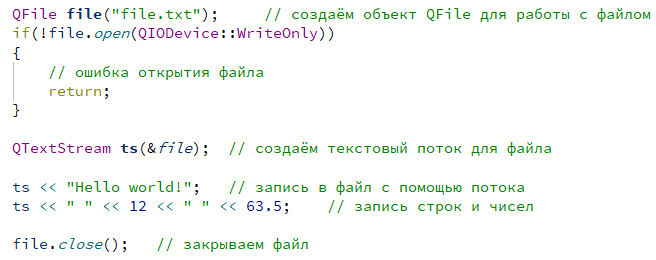 QFile file("file.txt");     // создаём объект QFile для работы с файлом
if(!file.open(QIODevice::WriteOnly))
{
    // ошибка открытия файла
    return;
}

QTextStream ts(&file);  // создаём текстовый поток для файла

ts << "Hello world!";   // запись в файл с помощью потока
ts << " " << 12 << " " << 63.5;    // запись строк и чисел

file.close();   // закрываем файл